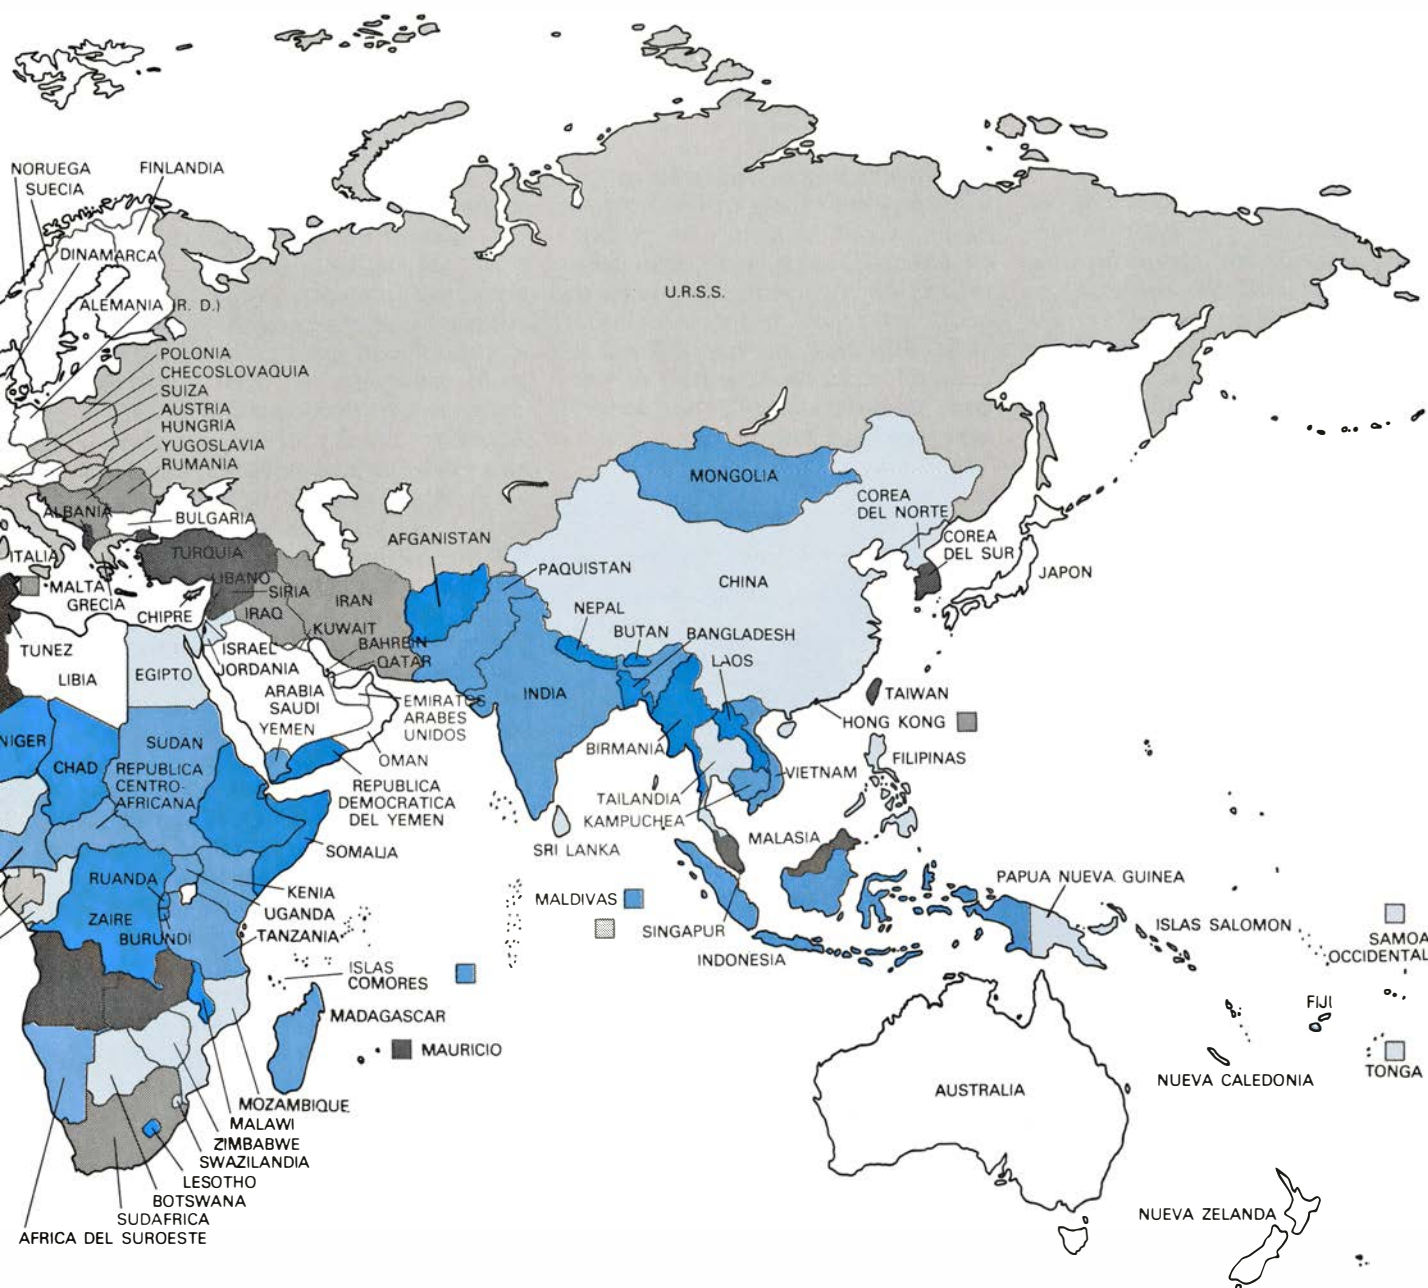 NORUEGA
SUECIA
FINLANDIA
DINAMARCA
ALEMANIA (R. D.)
POLONIA
CHECOSLOVAQUIA
SUIZA
AUSTRIA
HUNGRIA
YUGOSLAVIA
RUMANIA
ALBANIA
BULGARIA
ITALIA
TURQUIA
MALTA
GRECIA
CHIPRE
LIBANO
SIRIA
IRAQ
IRAN
KUWAIT
BAHREIN
QATAR
ISRAEL
JORDANIA
TUNEZ
LIBIA
EGIPTO
ARABIA
SAUDI
YEMEN
EMIRATOS
ARABES
UNIDOS
OMAN
REPUBLICA
DEMOCRATICA
DEL YEMEN
U.R.S.S.
MONGOLIA
COREA
DEL NORTE
COREA
DEL SUR
JAPON
CHINA
AFGANISTAN
PAQUISTAN
NEPAL
BUTAN
BANGLADESH
LAOS
INDIA
BIRMANIA
TAIWAN
HONG KONG
FILIPINAS
VIETNAM
TAILANDIA
KAMPUCHEA
SRI LANKA
MALASIA
MALDIVAS
SINGAPUR
INDONESIA
PAPUA NUEVA GUINEA
ISLAS SALOMON
SAMOA
OCCIDENTAL
FIJI
TONGA
NUEVA CALEDONIA
AUSTRALIA
NUEVA ZELANDA
NIGER
CHAD
SUDAN
REPUBLICA
CENTRO-
AFRICANA
SOMALIA
KENIA
UGANDA
TANZANIA
RUANDA
ZAIRE
BURUNDI
ISLAS
COMORES
MADAGASCAR
MAURICIO
MOZAMBIQUE
MALAWI
ZIMBABWE
SWAZILANDIA
LESOTHO
BOTSWANA
SUDAFRICA
AFRICA DEL SUROESTE